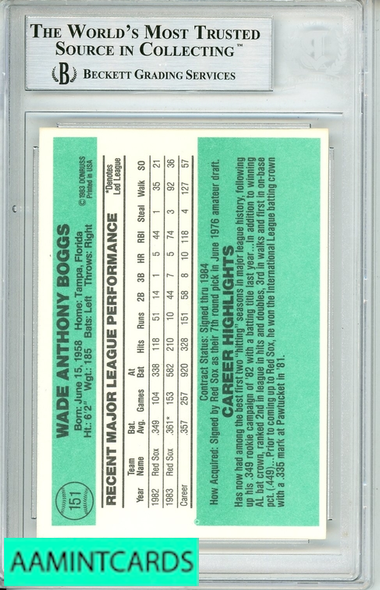 THE WORLD'S MOST TRUSTED
SOURCE IN COLLECTING™
BECKETT GRADING SERVICES
151
WADE ANTHONY BOGGS
Born: June 15, 1958 Home: Tampa, Florida
Ht.: 6'2" Wgt.: 185 Bats: Left Throws: Right
© 1983 DONRUSS
Printed in USA
RECENT MAJOR LEAGUE PERFORMANCE
*Denotes
Led League
Year Team Name Bat. Avg. Games At Bat Hits Runs 2B 3B HR RBI Steal Walk SO
1982 Red Sox .349 104 338 118 51 14 1 5 44 1 35 21
1983 Red Sox .361* 153 582 210 100 44 7 5 74 3 92 36
Career .357 257 920 328 151 58 8 10 118 4 127 57
Contract Status: Signed thru 1984
How Acquired: Signed by Red Sox as their 7th round pick in June 1976 amateur draft.
CAREER HIGHLIGHTS
Has now had among the best first two "hitting" seasons in major league history, following
up his .349 rookie campaign of '82 with a batting title last year...In addition to winning
AL bat crown, ranked 2nd in league in hits and doubles, 3rd in walks and first in on-base
pct. (.449)...Prior to coming up to Red Sox, he won the International League batting crown
with a .335 mark at Pawtucket in '81.
AAMINTCARDS